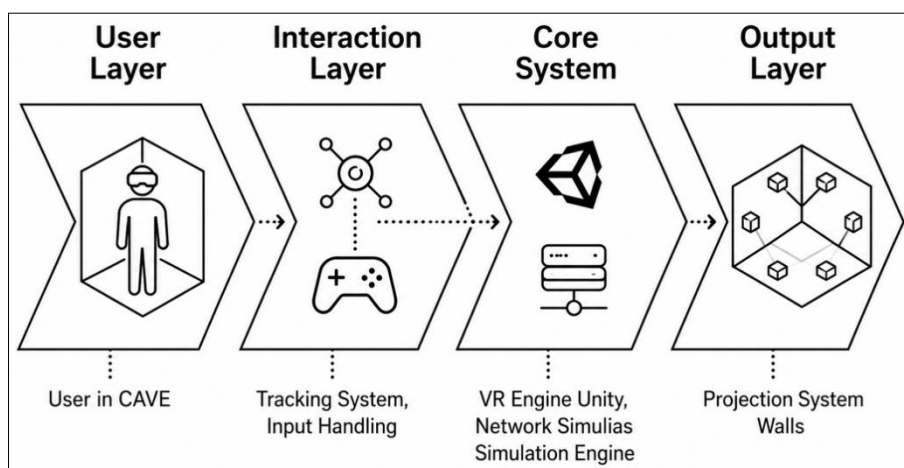 User
Layer
Interaction
Layer
Core
System
Output
Layer
User in CAVE
Tracking System,
Input Handling
VR Engine Unity,
Network Simulias
Simulation Engine
Projection System
Walls